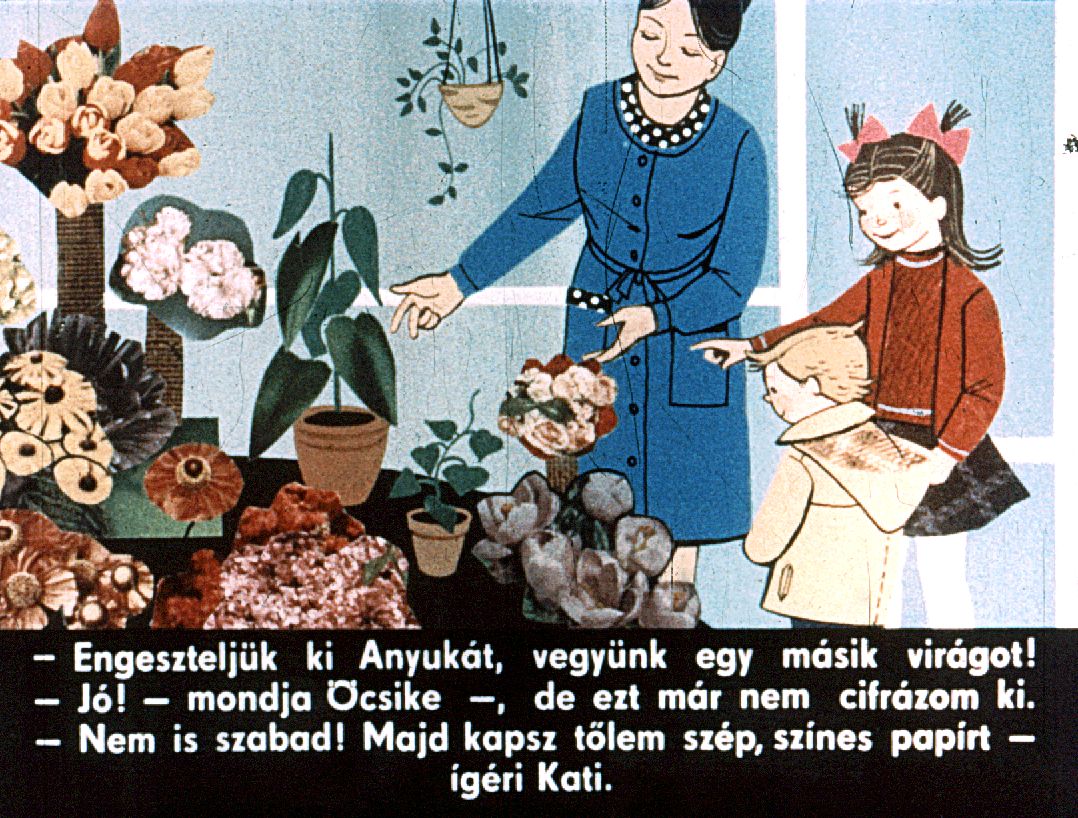 – Engeszteljük ki Anyukát, vegyünk egy másik virágot!
– Jó! – mondja Öcsike –, de ezt már nem cifrázom ki.
– Nem is szabad! Majd kapsz tőlem szép, színes papírt –
ígéri Kati.